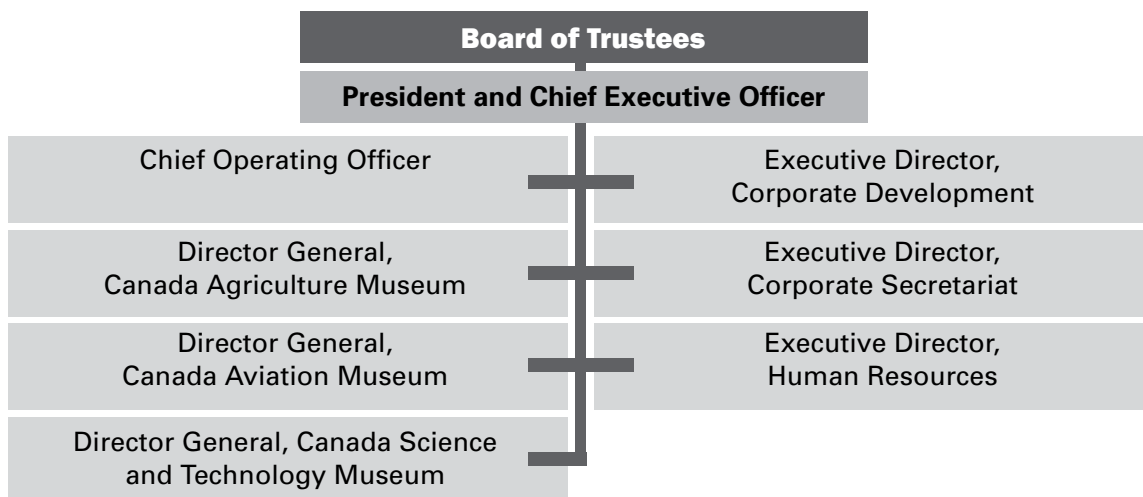 Board of Trustees
President and Chief Executive Officer
Chief Operating Officer
Executive Director,
Corporate Development
Director General,
Canada Agriculture Museum
Executive Director,
Corporate Secretariat
Director General,
Canada Aviation Museum
Executive Director,
Human Resources
Director General, Canada Science
and Technology Museum